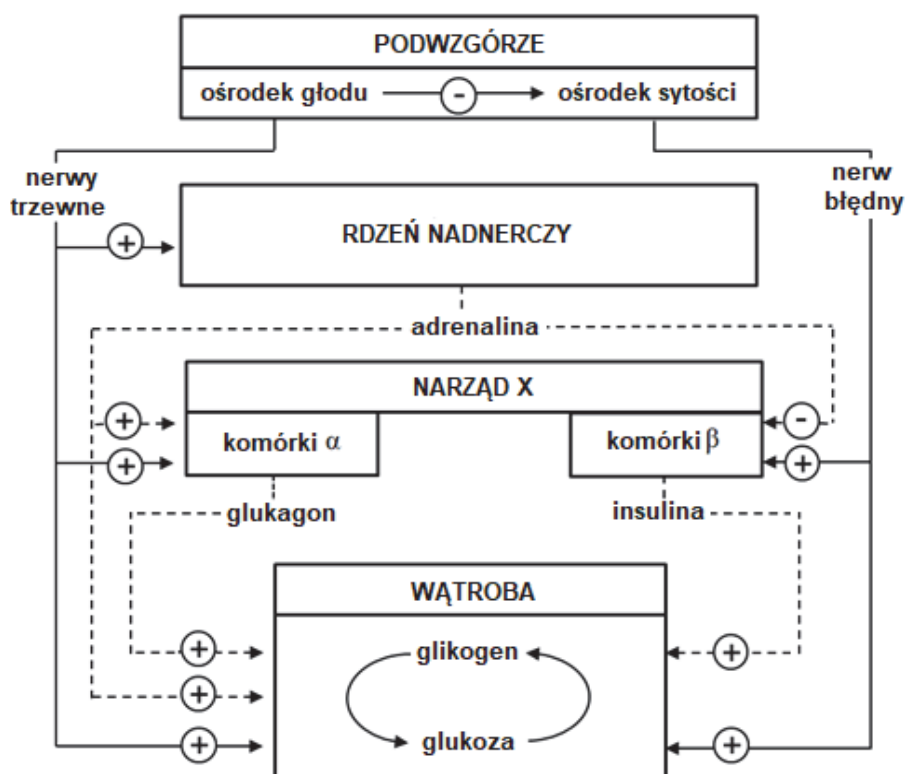 PODWZGÓRZE
ośrodek głodu - ośrodek sytości
nerwy
trzewne
nerw
błędny
+ RDZEŃ NADNERCZY
adrenalina
NARZĄD X
+ -
komórki α komórki β
+ +
glukagon insulina
WĄTROBA
+ glikogen +
+
+ glukoza +